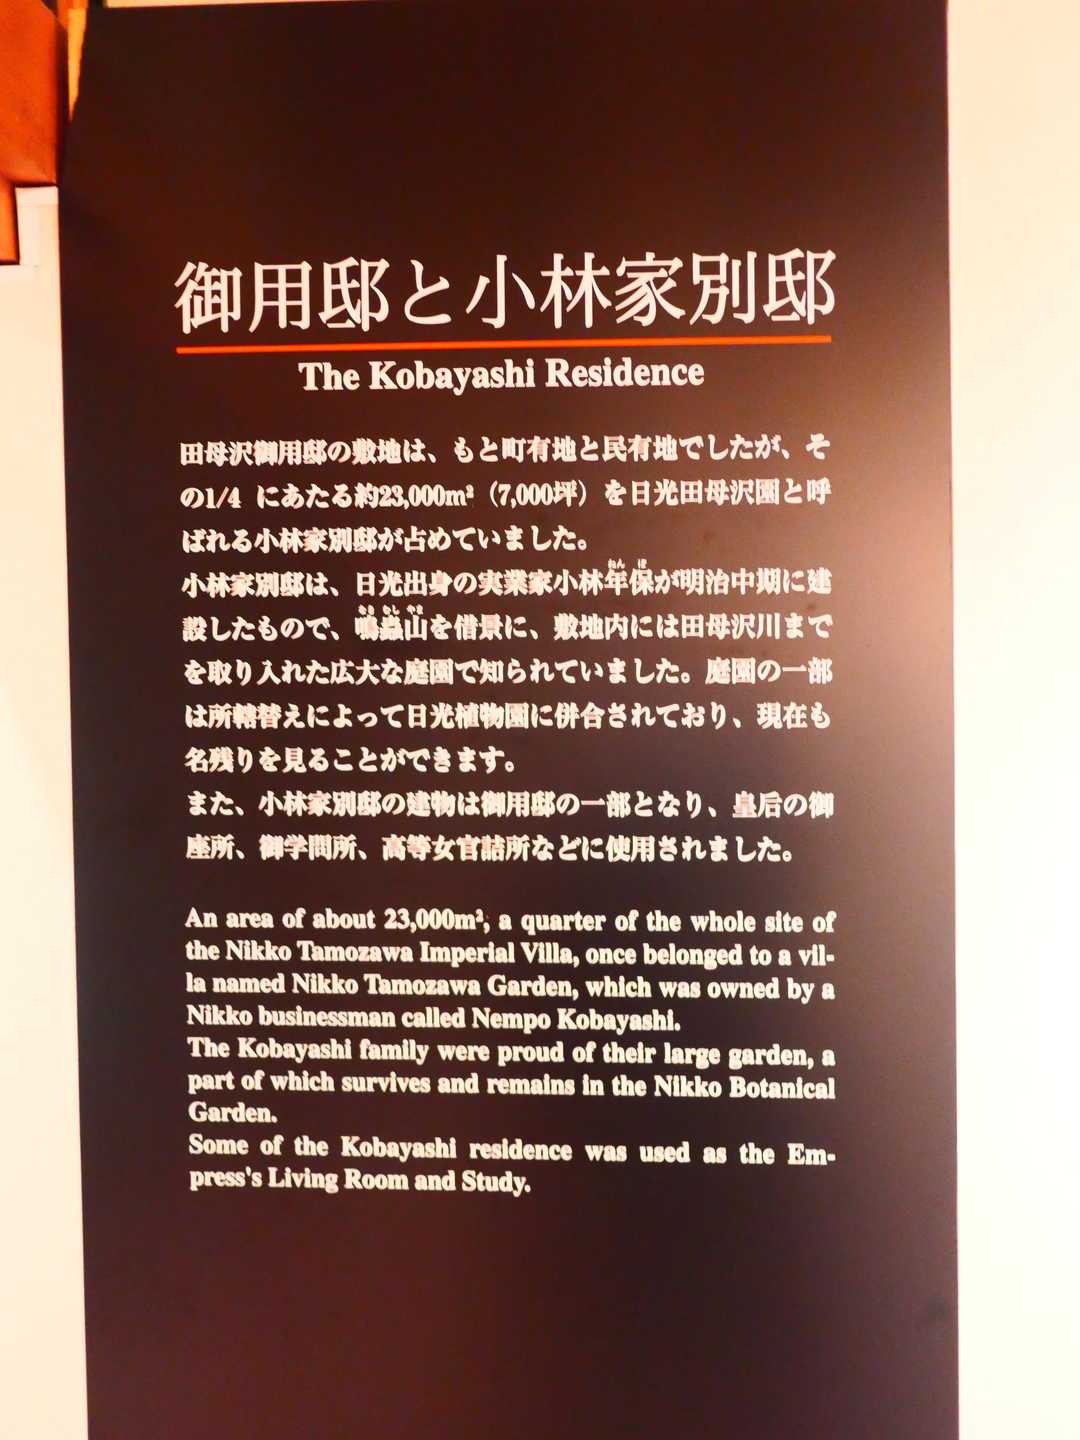 御用邸と小林家別邸
The Kobayashi Residence
田母沢御用邸の敷地は、もと町有地と民有地でしたが、そ
の1/4 にあたる約23,000m²（7,000坪）を日光田母沢園と呼
ばれる小林家別邸が占めていました。
小林家別邸は、日光出身の実業家小林年保が明治中期に建
設したもので、鳴蟲山を借景に、敷地内には田母沢川まで
を取り入れた広大な庭園で知られていました。庭園の一部
は所轄替えによって日光植物園に併合されており、現在も
名残りを見ることができます。
また、小林家別邸の建物は御用邸の一部となり、皇后の御
座所、御学問所、高等女官詰所などに使用されました。
An area of about 23,000m², a quarter of the whole site of
the Nikko Tamozawa Imperial Villa, once belonged to a vil-
la named Nikko Tamozawa Garden, which was owned by a
Nikko businessman called Nempo Kobayashi.
The Kobayashi family were proud of their large garden, a
part of which survives and remains in the Nikko Botanical
Garden.
Some of the Kobayashi residence was used as the Em-
press's Living Room and Study.